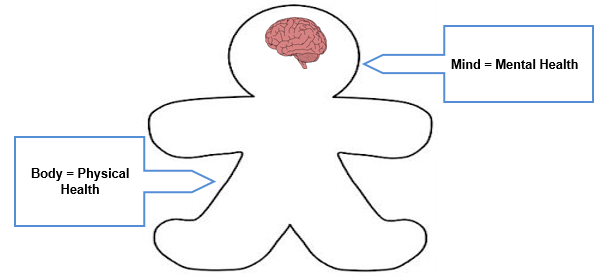 Mind = Mental Health
Body = Physical
Health